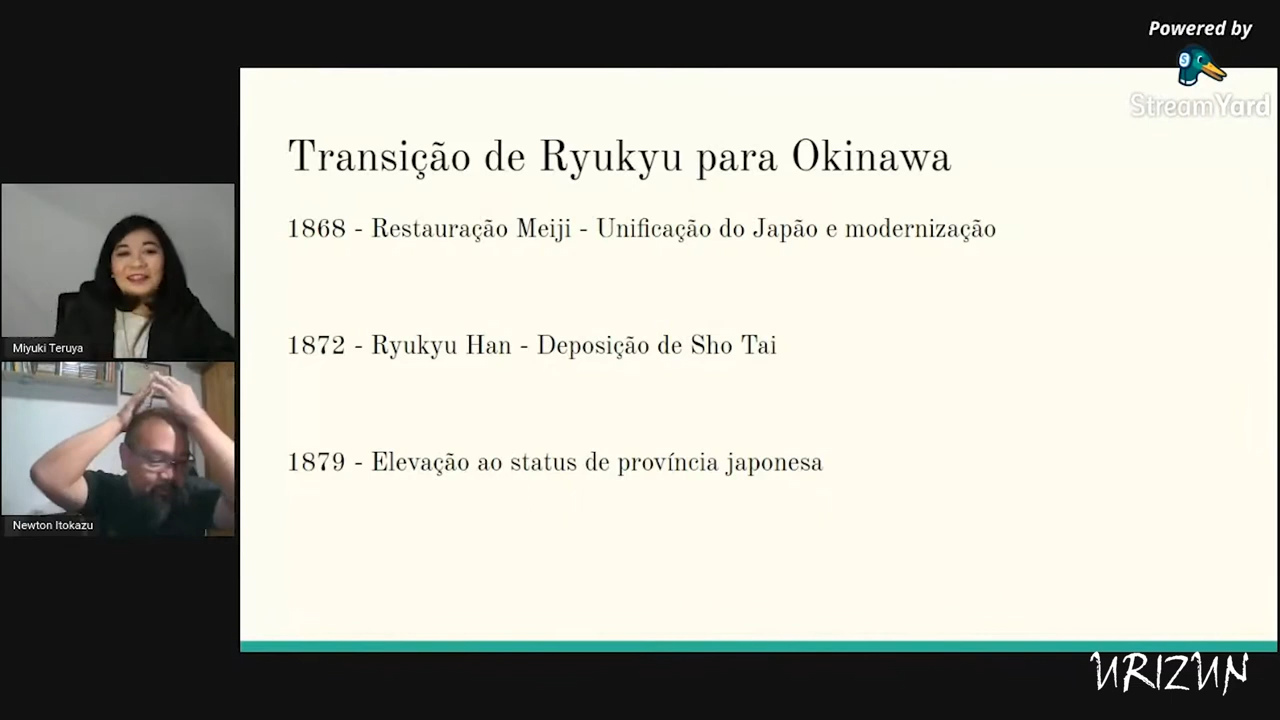 Powered by
StreamYard
Transição de Ryukyu para Okinawa
1868 - Restauração Meiji - Unificação do Japão e modernização
1872 - Ryukyu Han - Deposição de Sho Tai
1879 - Elevação ao status de província japonesa
Miyuki Teruya
Newton Itokazu
URIZUN